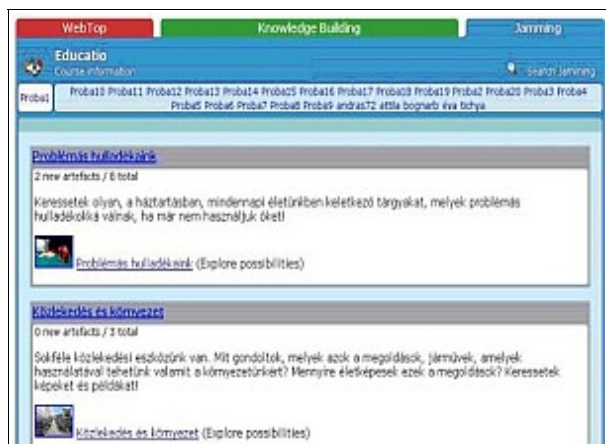 WebTop Knowledge Building Jamming
Educatio
Course information Search Jamming
Proba1 Proba10 Proba11 Proba12 Proba13 Proba14 Proba15 Proba16 Proba17 Proba18 Proba19 Proba2 Proba20 Proba3 Proba4
Proba5 Proba6 Proba7 Proba8 Proba9 andras72 attila bognarb éva tichya
Problémás hulladékaink
2 new artefacts / 6 total
Keressetek olyan, a háztartásban, mindennapi életünkben keletkező tárgyakat, melyek problémás
hulladékokká válnak, ha már nem használjuk őket!
Problémás hulladékaink (Explore possibilities)
Közlekedés és környezet
0 new artefacts / 3 total
Sokféle közlekedési eszközünk van. Mit gondoltok, melyek azok a megoldások, járművek, amelyek
használatával tehetünk valamit a környezetünkért? Mennyire életképesek ezek a megoldások? Keressetek
képeket és példákat!
Közlekedés és környezet (Explore possibilities)